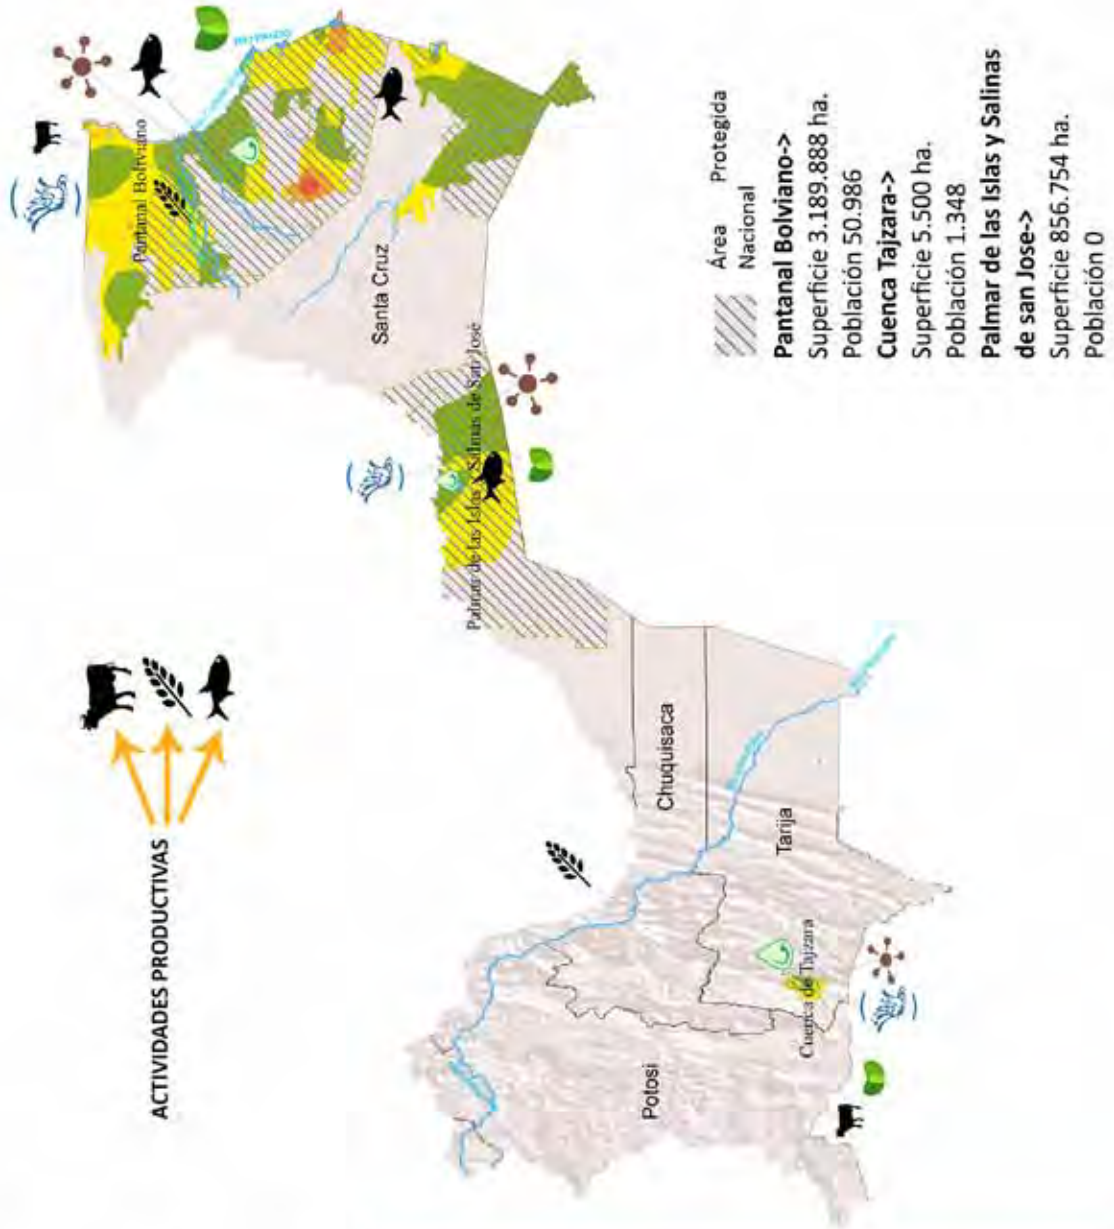 ACTIVIDADES PRODUCTIVAS
Pantanal Boliviano
Santa Cruz
Palmar de las Islas y Salinas de San José
Chuquisaca
Tarija
Cuenca de Tajzara
Potosi
Área Protegida
Nacional
Pantanal Bolviano->
Superficie 3.189.888 ha.
Población 50.986
Cuenca Tajzara->
Superficie 5.500 ha.
Población 1.348
Palmar de las Islas y Salinas
de san Jose->
Superficie 856.754 ha.
Población 0